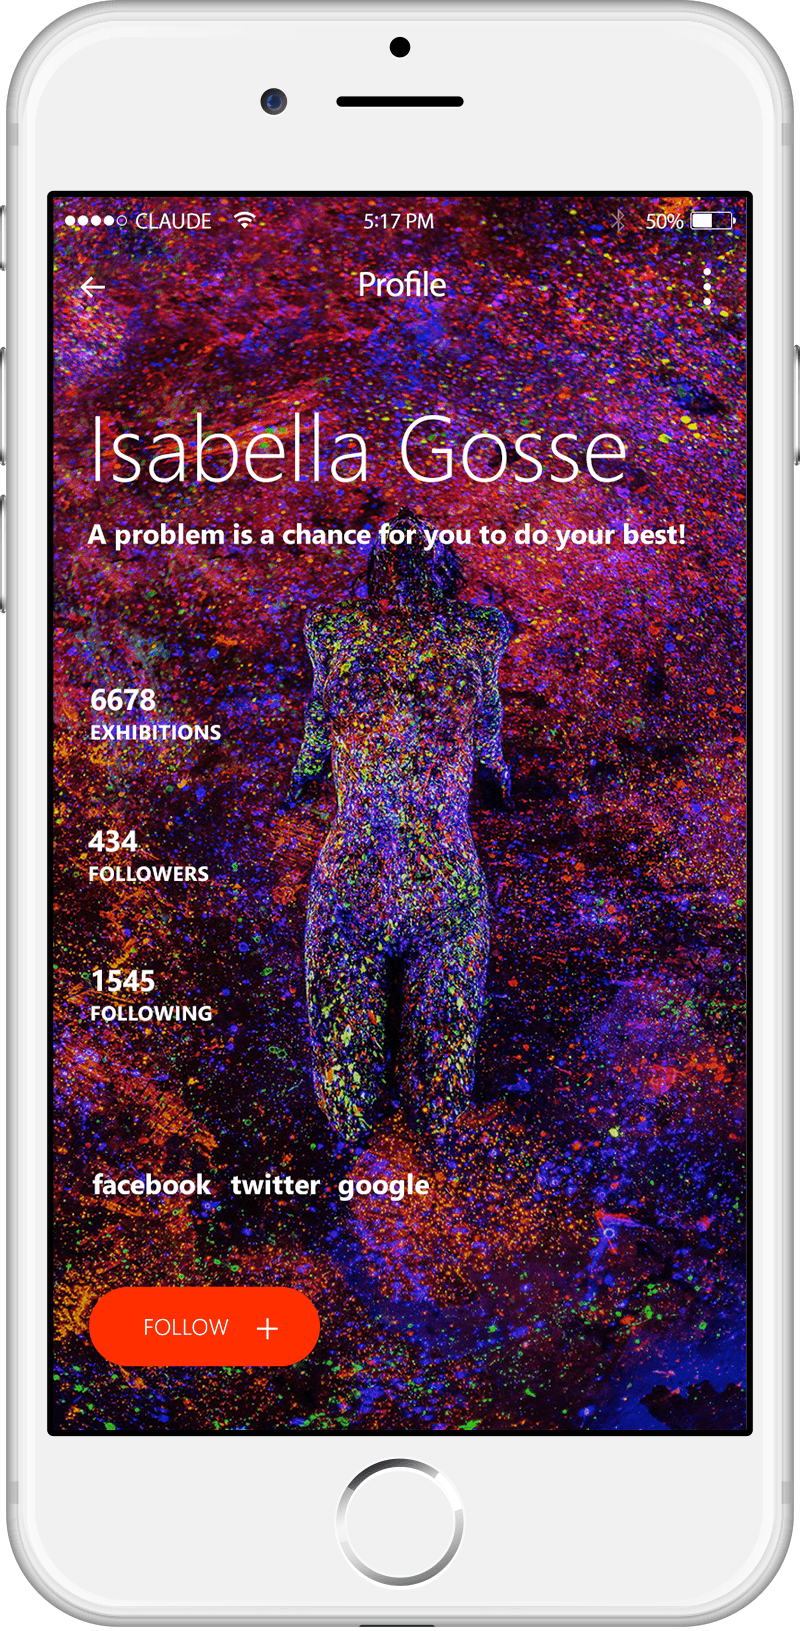 CLAUDE 5:17 PM 50%
Profile
Isabella Gosse
A problem is a chance for you to do your best!
6678
EXHIBITIONS
434
FOLLOWERS
1545
FOLLOWING
facebook twitter google
FOLLOW +